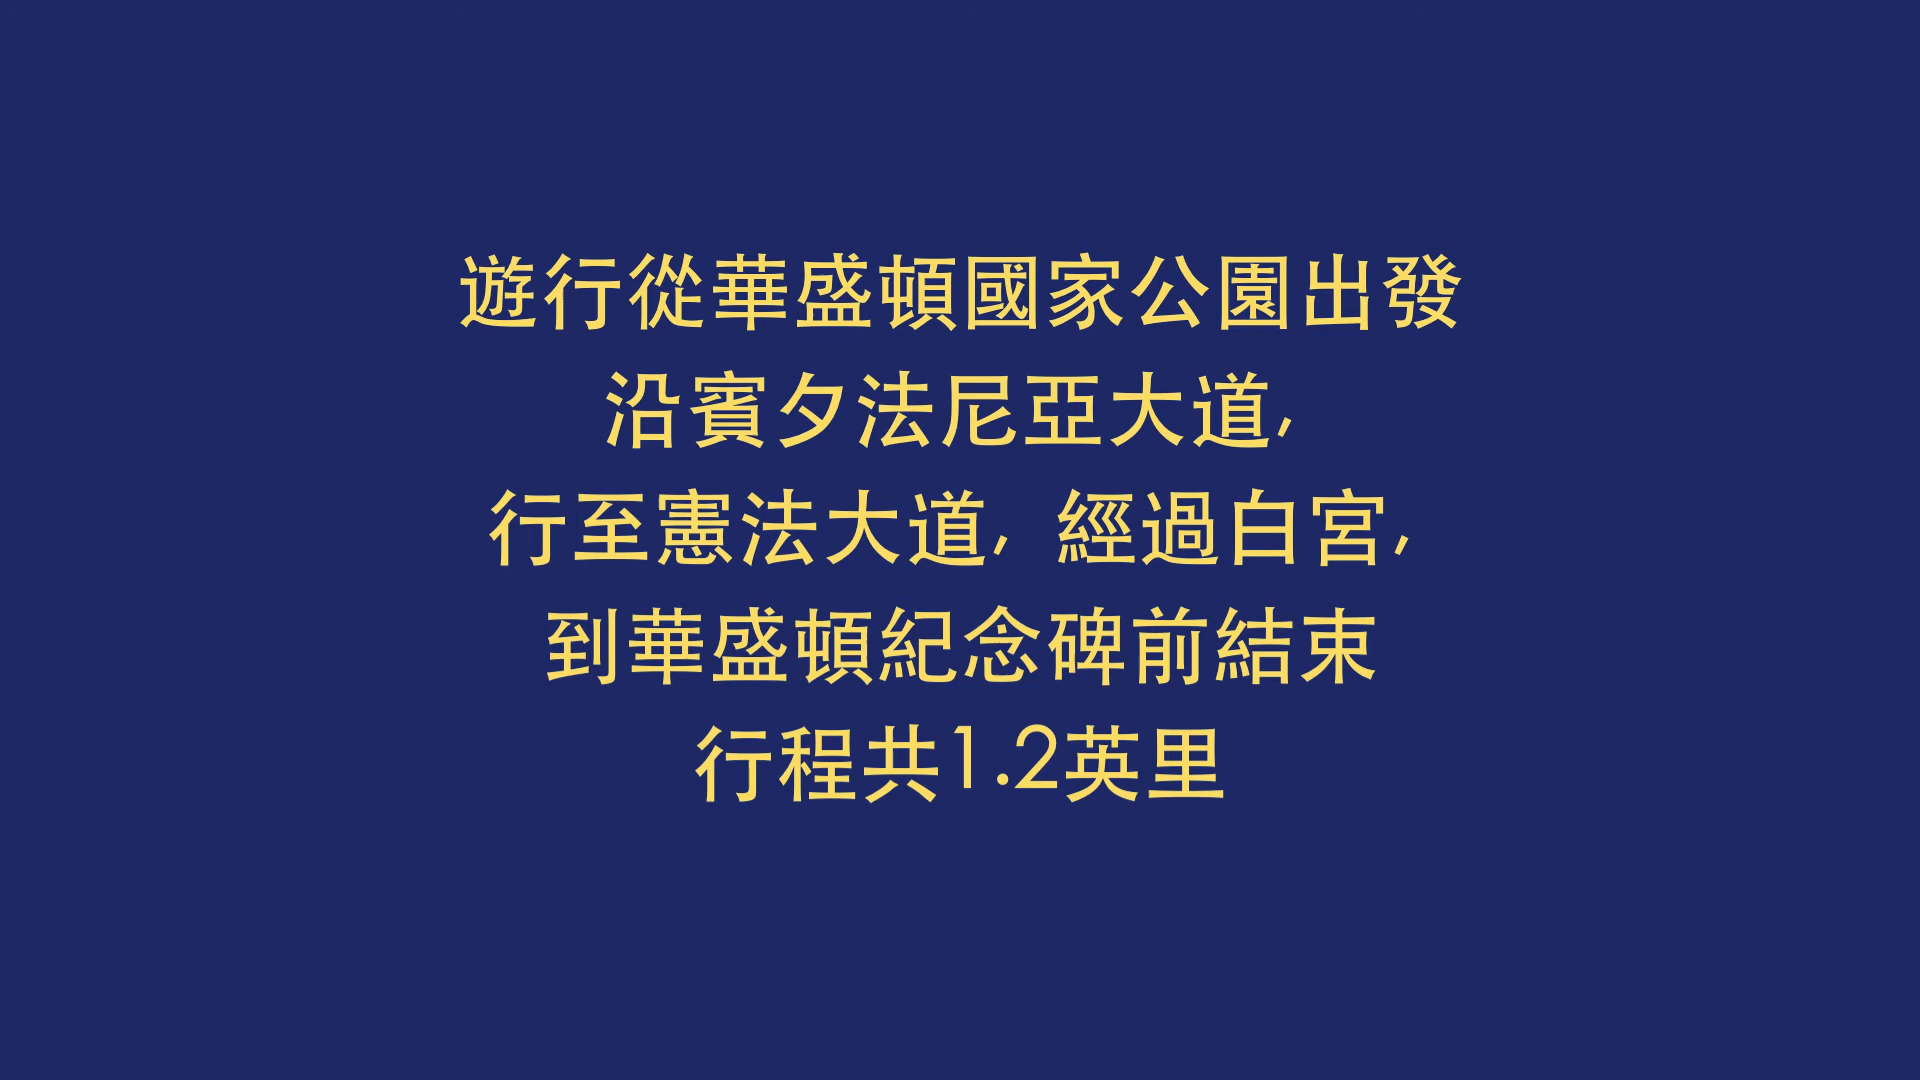 遊行從華盛頓國家公園出發
沿賓夕法尼亞大道,
行至憲法大道, 經過白宮,
到華盛頓紀念碑前結束
行程共1.2英里